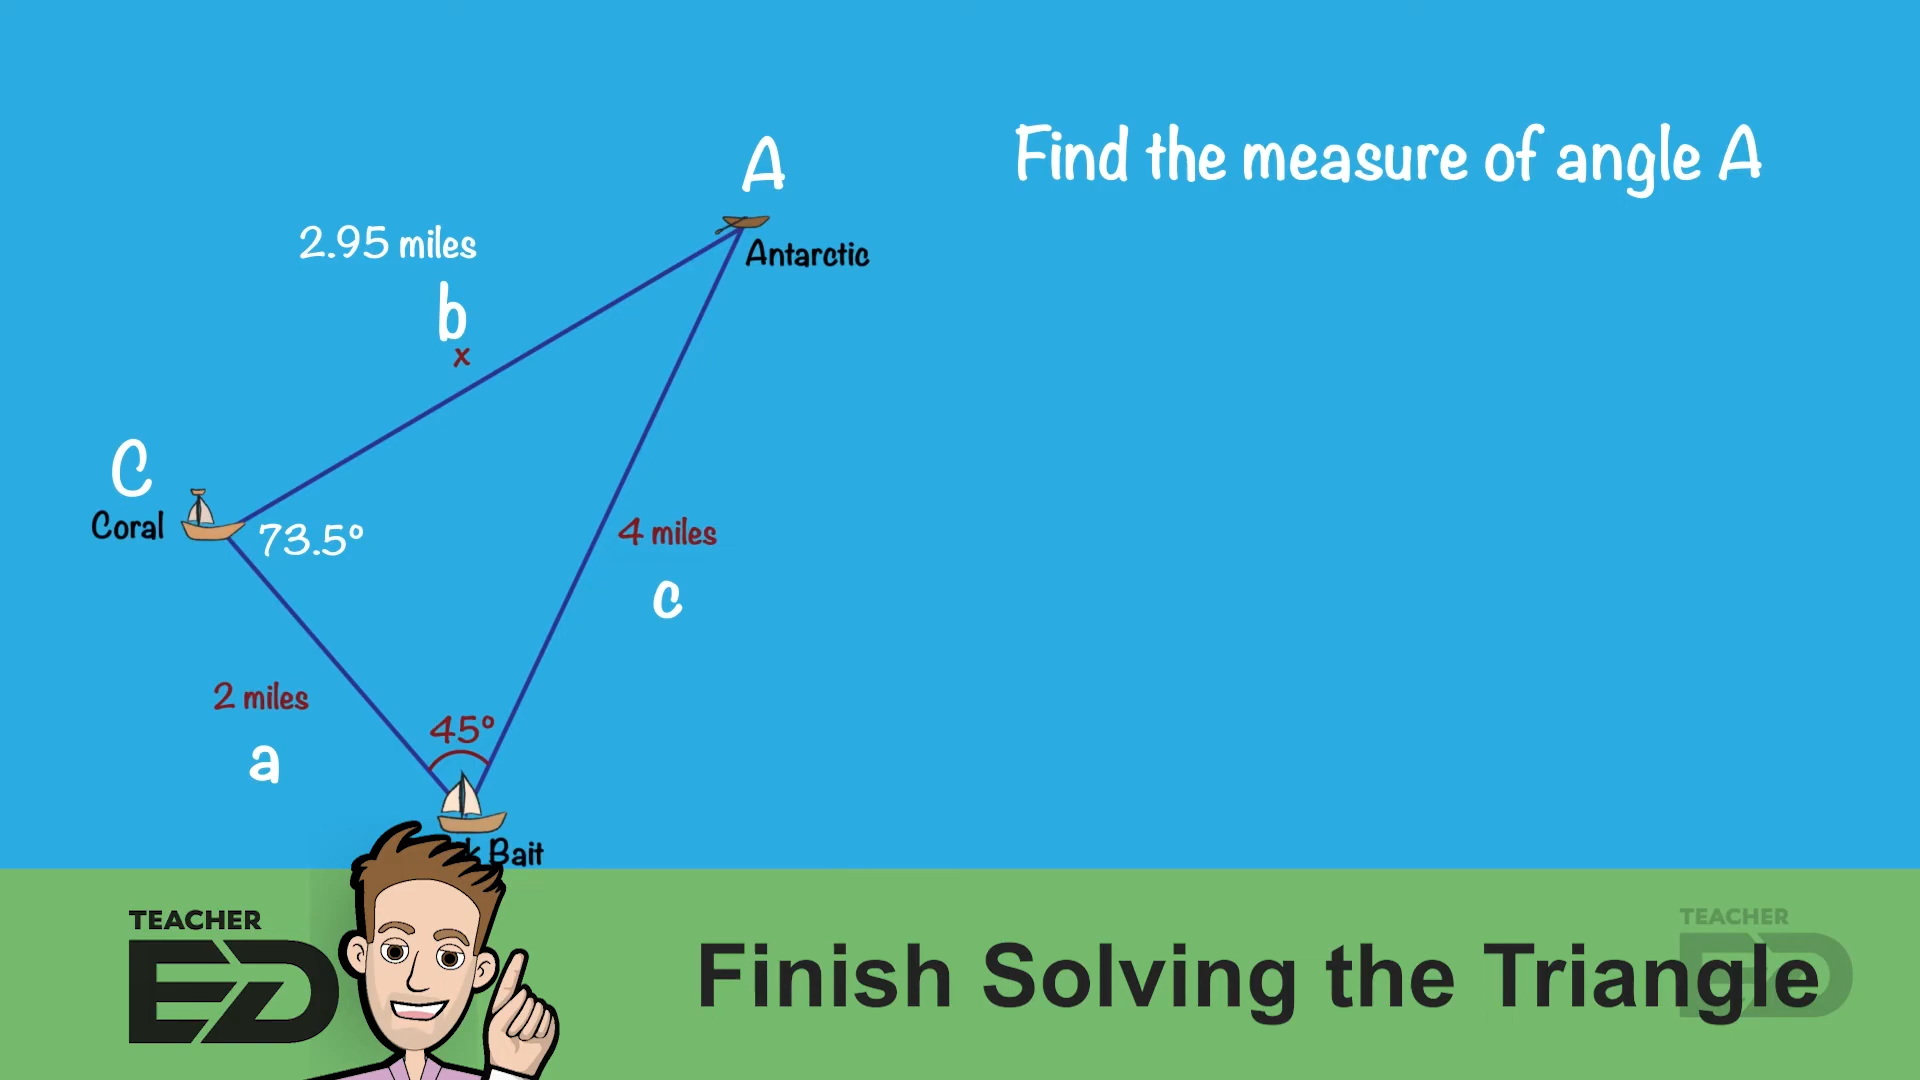 A
Find the measure of angle A
2.95 miles
Antarctic
b
x
C
Coral
73.5°
4 miles
c
2 miles
45°
a
Bait
TEACHER
ED
Finish Solving the Triangle
TEACHER
ED